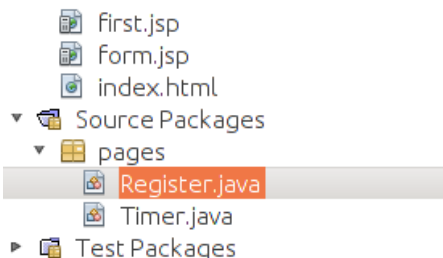 first.jsp
form.jsp
index.html
Source Packages
pages
Register.java
Timer.java
Test Packages